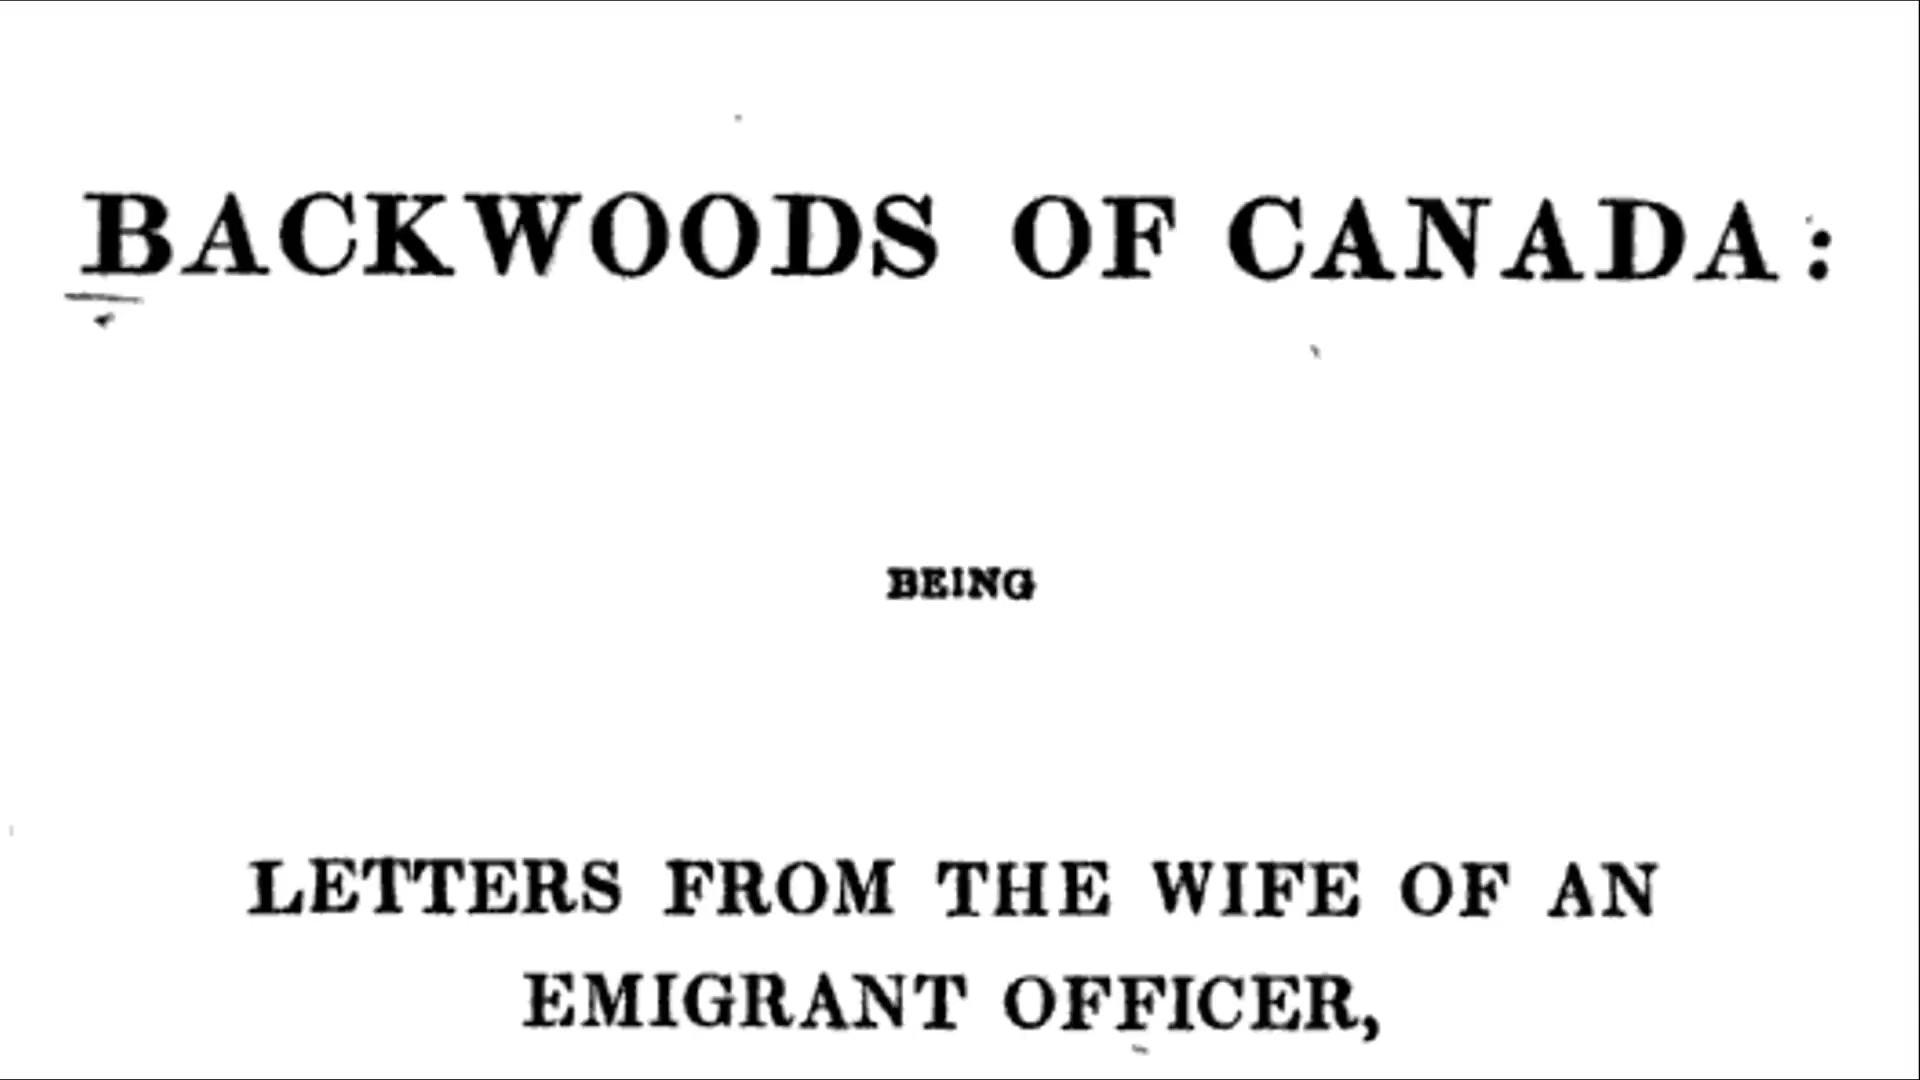 BACKWOODS OF CANADA:
BEING
LETTERS FROM THE WIFE OF AN
EMIGRANT OFFICER,